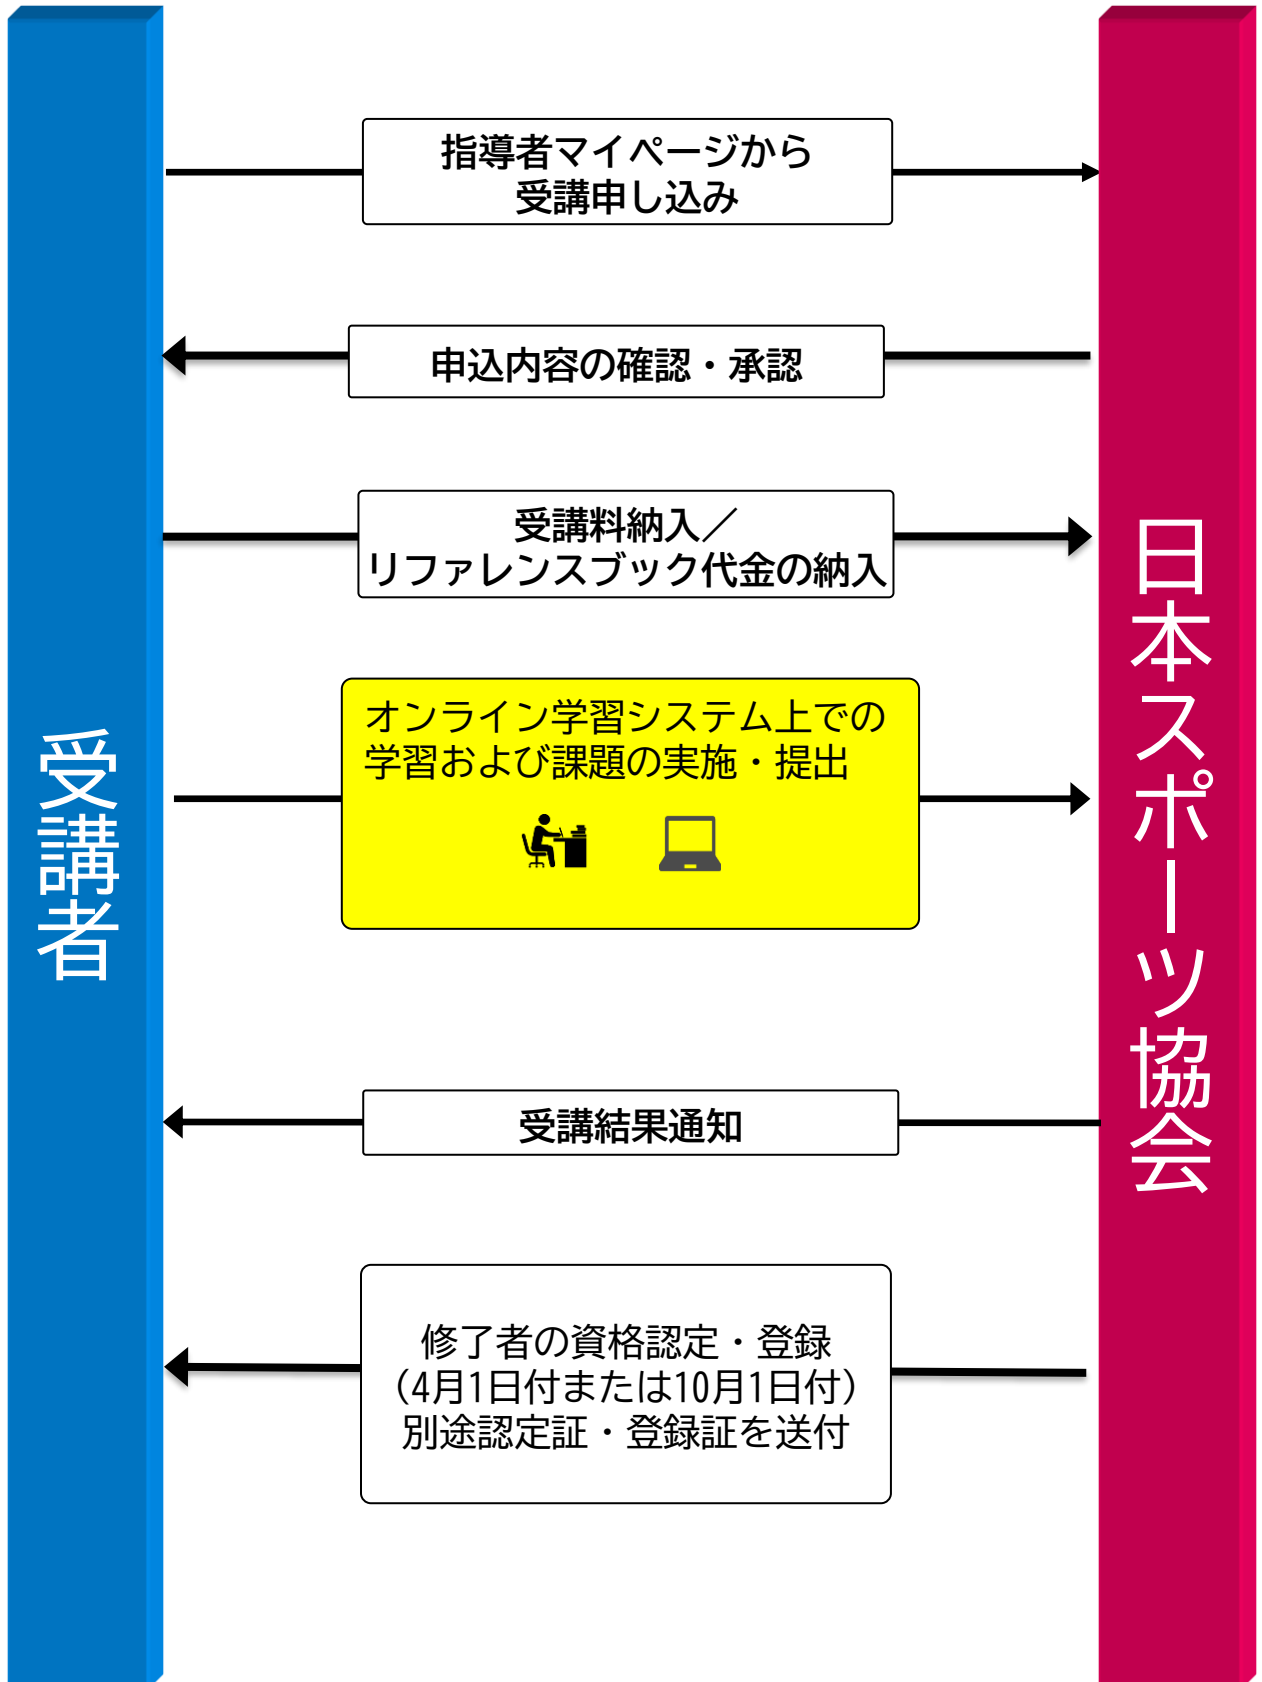 指導者マイページから
受講申し込み
申込内容の確認・承認
受講料納入／
リファレンスブック代金の納入
オンライン学習システム上での
学習および課題の実施・提出
受講結果通知
修了者の資格認定・登録
（4月1日付または10月1日付）
別途認定証・登録証を送付
受講者
日本スポーツ協会